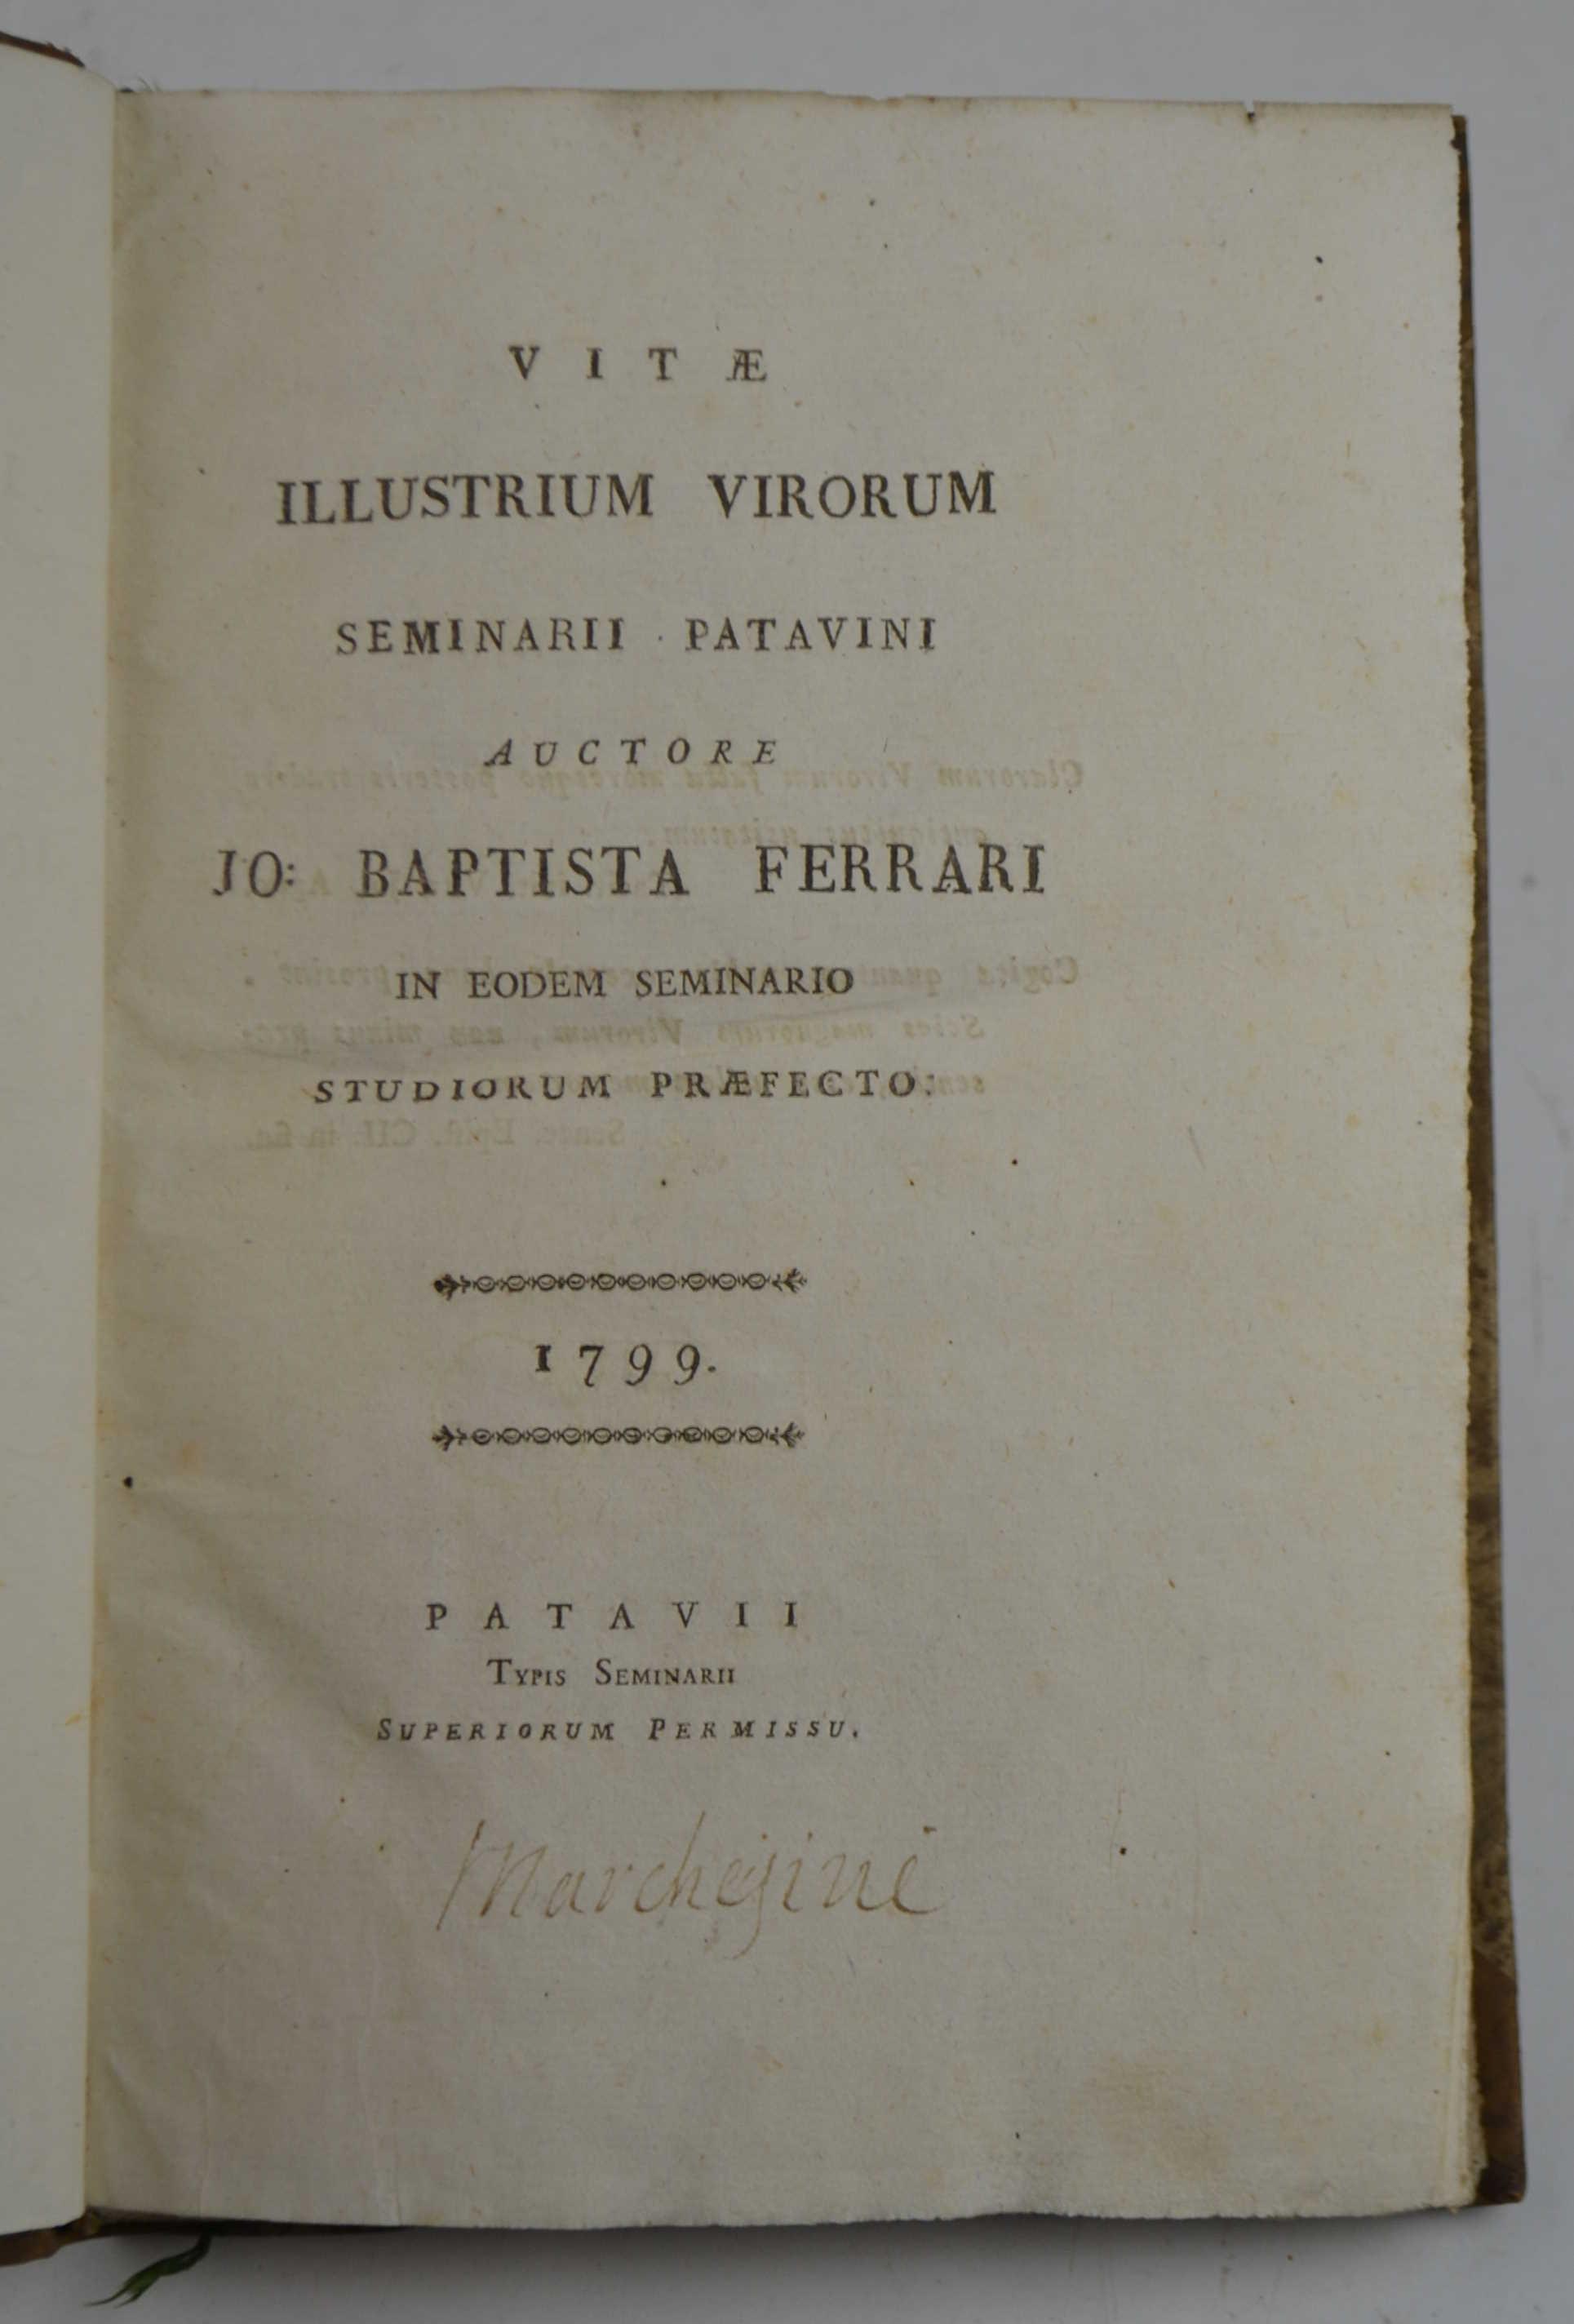 VITÆ
ILLUSTRIUM VIRORUM
SEMINARII PATAVINI
AUCTORE
JO: BAPTISTA FERRARI
IN EODEM SEMINARIO
STUDIORUM PRÆFECTO.
1799.
PATAVII
TYPIS SEMINARII
SUPERIORUM PERMISSU.